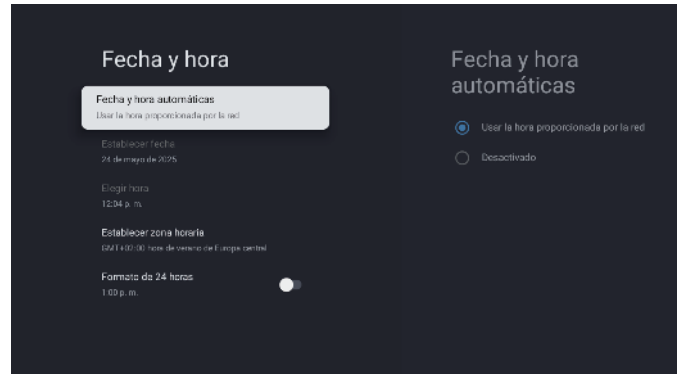 Fecha y hora
Fecha y hora automáticas
Usar la hora proporcionada por la red
Establecer fecha
24 de mayo de 2025
Elegir hora
12:04 p. m.
Establecer zona horaria
GMT+02:00 hora de verano de Europa central
Formato de 24 horas
1:00 p. m.
Fecha y hora
automáticas
Usar la hora proporcionada por la red
Desactivado